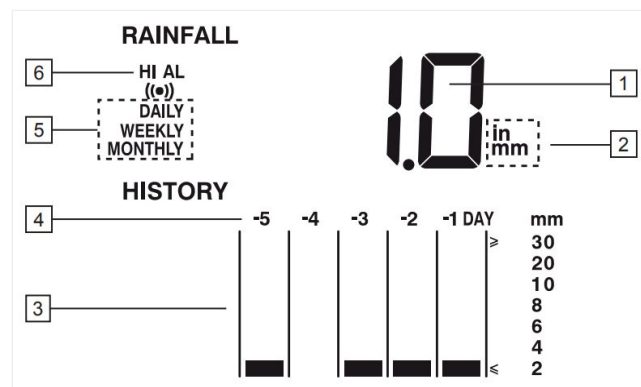 RAINFALL
6 HI AL
((•))
1.0 1
5 DAILY
WEEKLY
MONTHLY
in
mm 2
HISTORY
4 -5 -4 -3 -2 -1 DAY mm
≥ 30
20
10
3 8
6
4
≤ 2